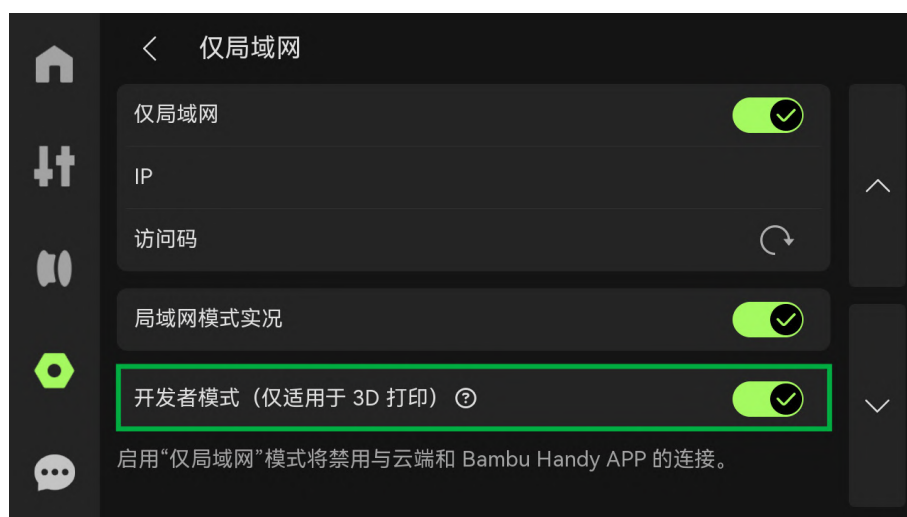 仅局域网
仅局域网
IP
访问码
局域网模式实况
开发者模式（仅适用于 3D 打印）
启用“仅局域网”模式将禁用与云端和 Bambu Handy APP 的连接。